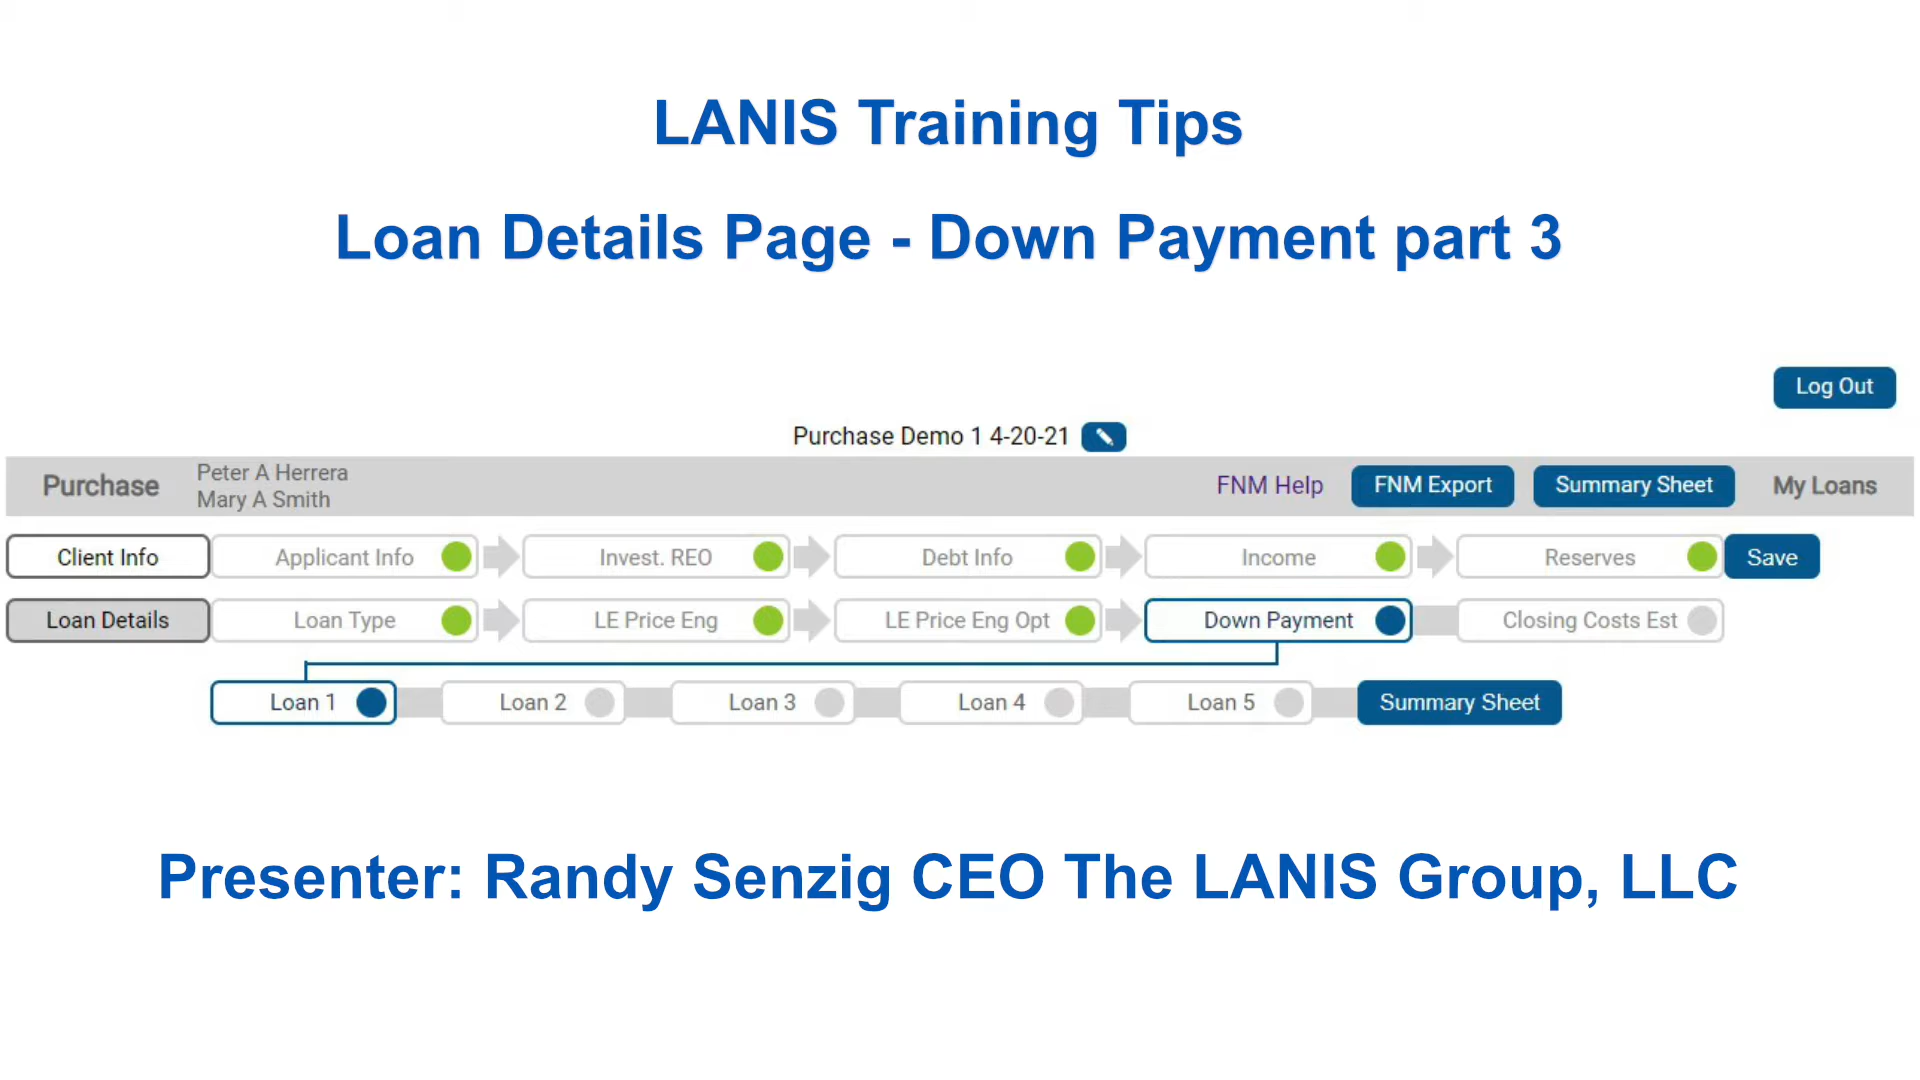 LANIS Training Tips
Loan Details Page - Down Payment part 3
Log Out
Purchase Demo 1 4-20-21
Purchase
Peter A Herrera
Mary A Smith
FNM Help
FNM Export
Summary Sheet
My Loans
Client Info
Applicant Info
Invest. REO
Debt Info
Income
Reserves
Save
Loan Details
Loan Type
LE Price Eng
LE Price Eng Opt
Down Payment
Closing Costs Est
Loan 1
Loan 2
Loan 3
Loan 4
Loan 5
Summary Sheet
Presenter: Randy Senzig CEO The LANIS Group, LLC